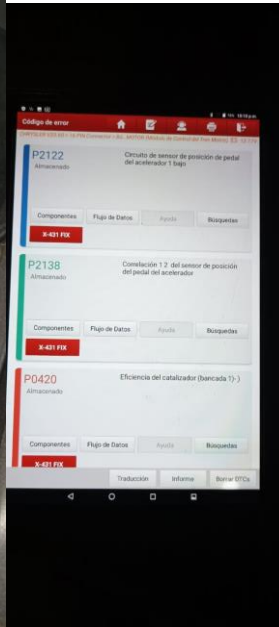 Código de error
P2122
Almacenado
Circuito de sensor de posición de pedal
del acelerador 1 bajo
Componentes
Flujo de Datos
Ayuda
Búsquedas
X-431 FIX
P2138
Almacenado
Correlación 1 2 del sensor de posición
del pedal del acelerador
Componentes
Flujo de Datos
Ayuda
Búsquedas
X-431 FIX
P0420
Almacenado
Eficiencia del catalizador (bancada 1)- )
Componentes
Flujo de Datos
Ayuda
Búsquedas
X-431 FIX
Traducción
Informe
Borrar DTCs